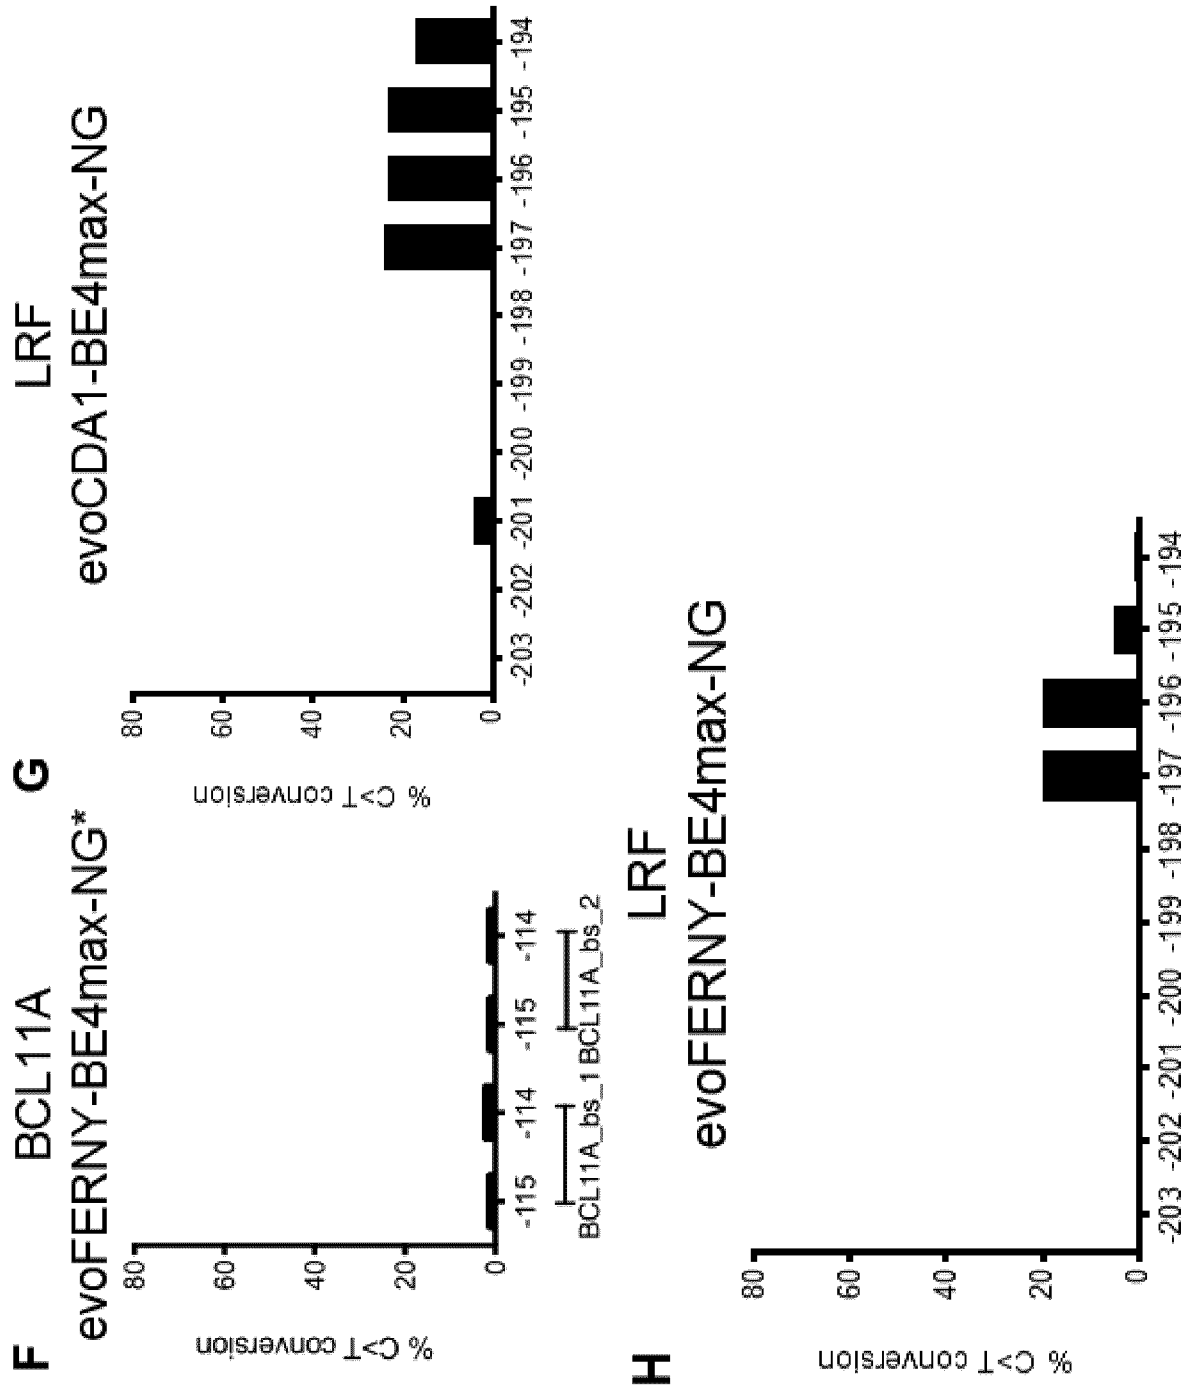 F
BCL11A
evoFERNY-BE4max-NG*
% C>T conversion
80
60
40
20
0
-115 -114 -115 -114
BCL11A_bs_1 BCL11A_bs_2
G
LRF
evoCDA1-BE4max-NG
% C>T conversion
80
60
40
20
0
-203 -202 -201 -200 -199 -198 -197 -196 -195 -194
H
LRF
evoFERNY-BE4max-NG
% C>T conversion
80
60
40
20
0
-203 -202 -201 -200 -199 -198 -197 -196 -195 -194